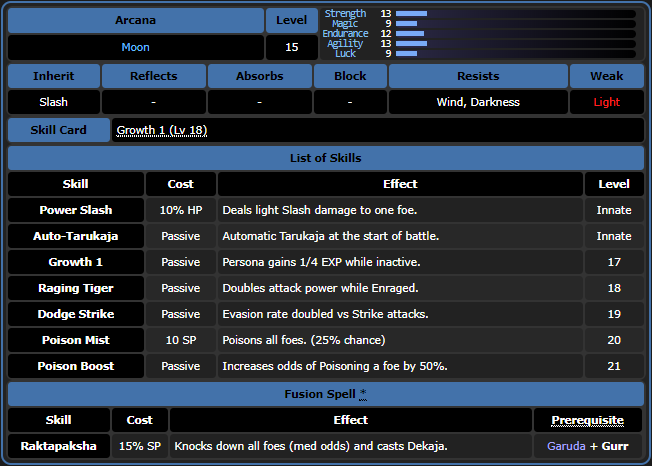 Arcana Level Strength 13
Magic 9
Endurance 12
Moon 15 Agility 13
Luck 9
Inherit Reflects Absorbs Block Resists Weak
Slash - - - Wind, Darkness Light
Skill Card Growth 1 (Lv 18)
List of Skills
Skill Cost Effect Level
Power Slash 10% HP Deals light Slash damage to one foe. Innate
Auto-Tarukaja Passive Automatic Tarukaja at the start of battle. Innate
Growth 1 Passive Persona gains 1/4 EXP while inactive. 17
Raging Tiger Passive Doubles attack power while Enraged. 18
Dodge Strike Passive Evasion rate doubled vs Strike attacks. 19
Poison Mist 10 SP Poisons all foes. (25% chance) 20
Poison Boost Passive Increases odds of Poisoning a foe by 50%. 21
Fusion Spell *
Skill Cost Effect Prerequisite
Raktapaksha 15% SP Knocks down all foes (med odds) and casts Dekaja. Garuda + Gurr